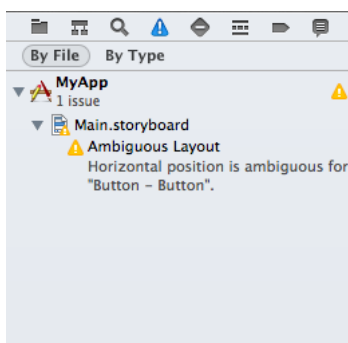 By File By Type
MyApp
1 issue
Main.storyboard
Ambiguous Layout
Horizontal position is ambiguous for
"Button – Button".